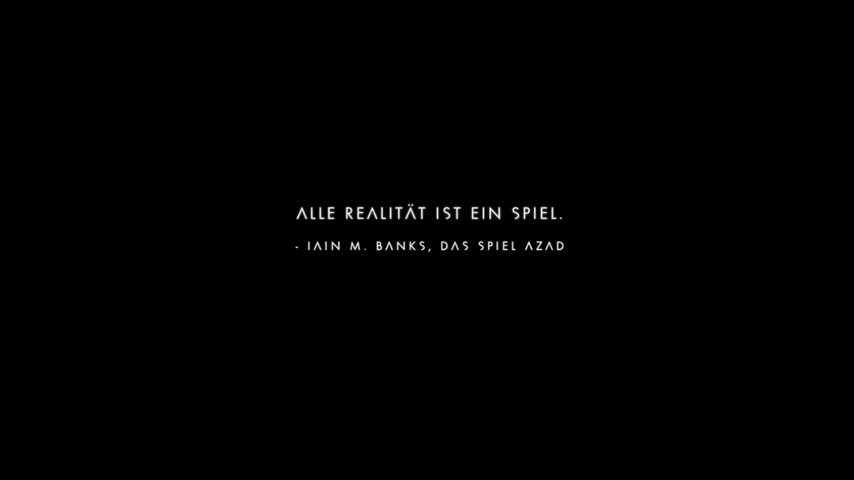 ALLE REALITÄT IST EIN SPIEL.
- IAIN M. BANKS, DAS SPIEL AZAD